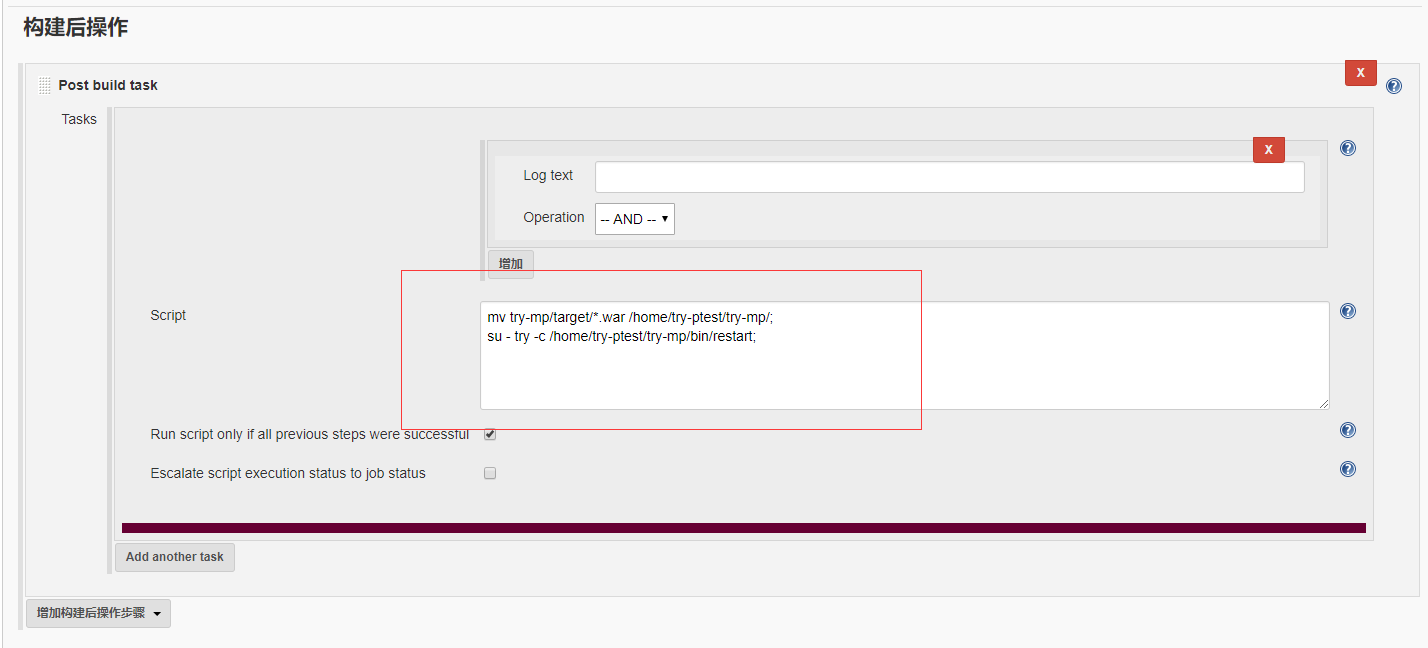 构建后操作
Post build task
X
Tasks
X
Log text
Operation
-- AND --
增加
Script
mv try-mp/target/*.war /home/try-ptest/try-mp/;
su - try -c /home/try-ptest/try-mp/bin/restart;
Run script only if all previous steps were successful
Escalate script execution status to job status
Add another task
增加构建后操作步骤